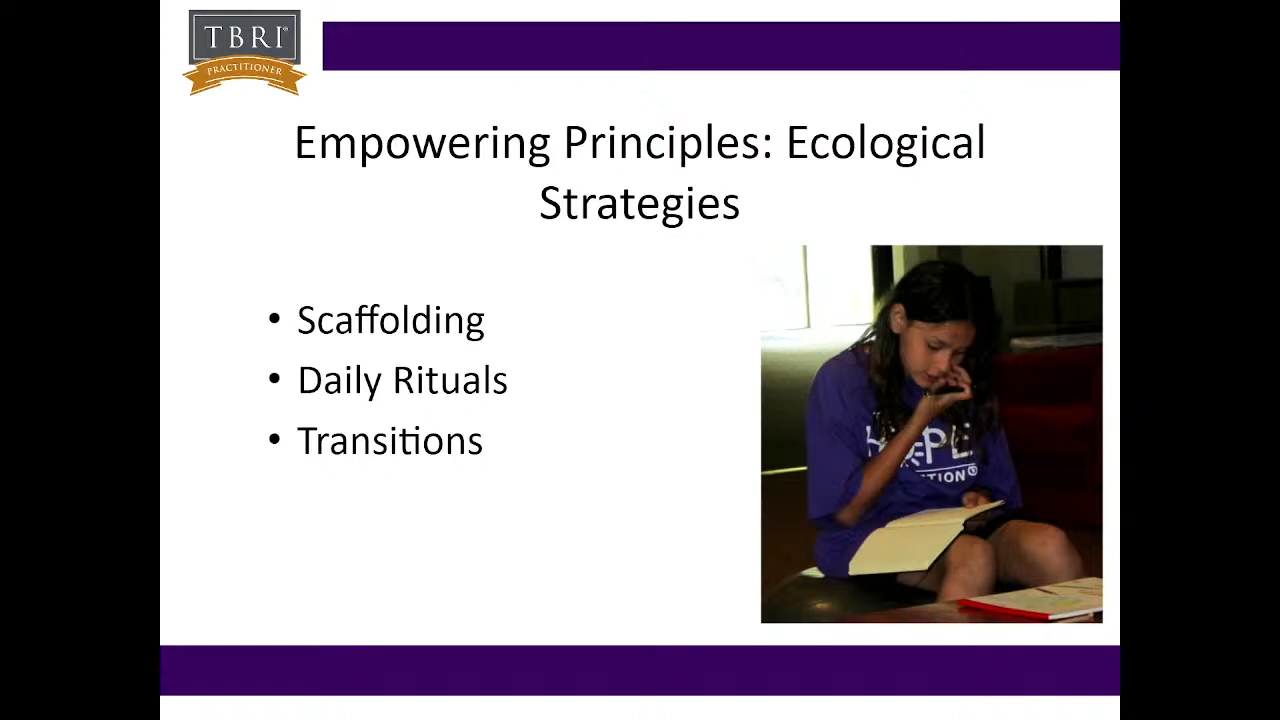 TBRI®
PRACTITIONER
Empowering Principles: Ecological
Strategies
• Scaffolding
• Daily Rituals
• Transitions